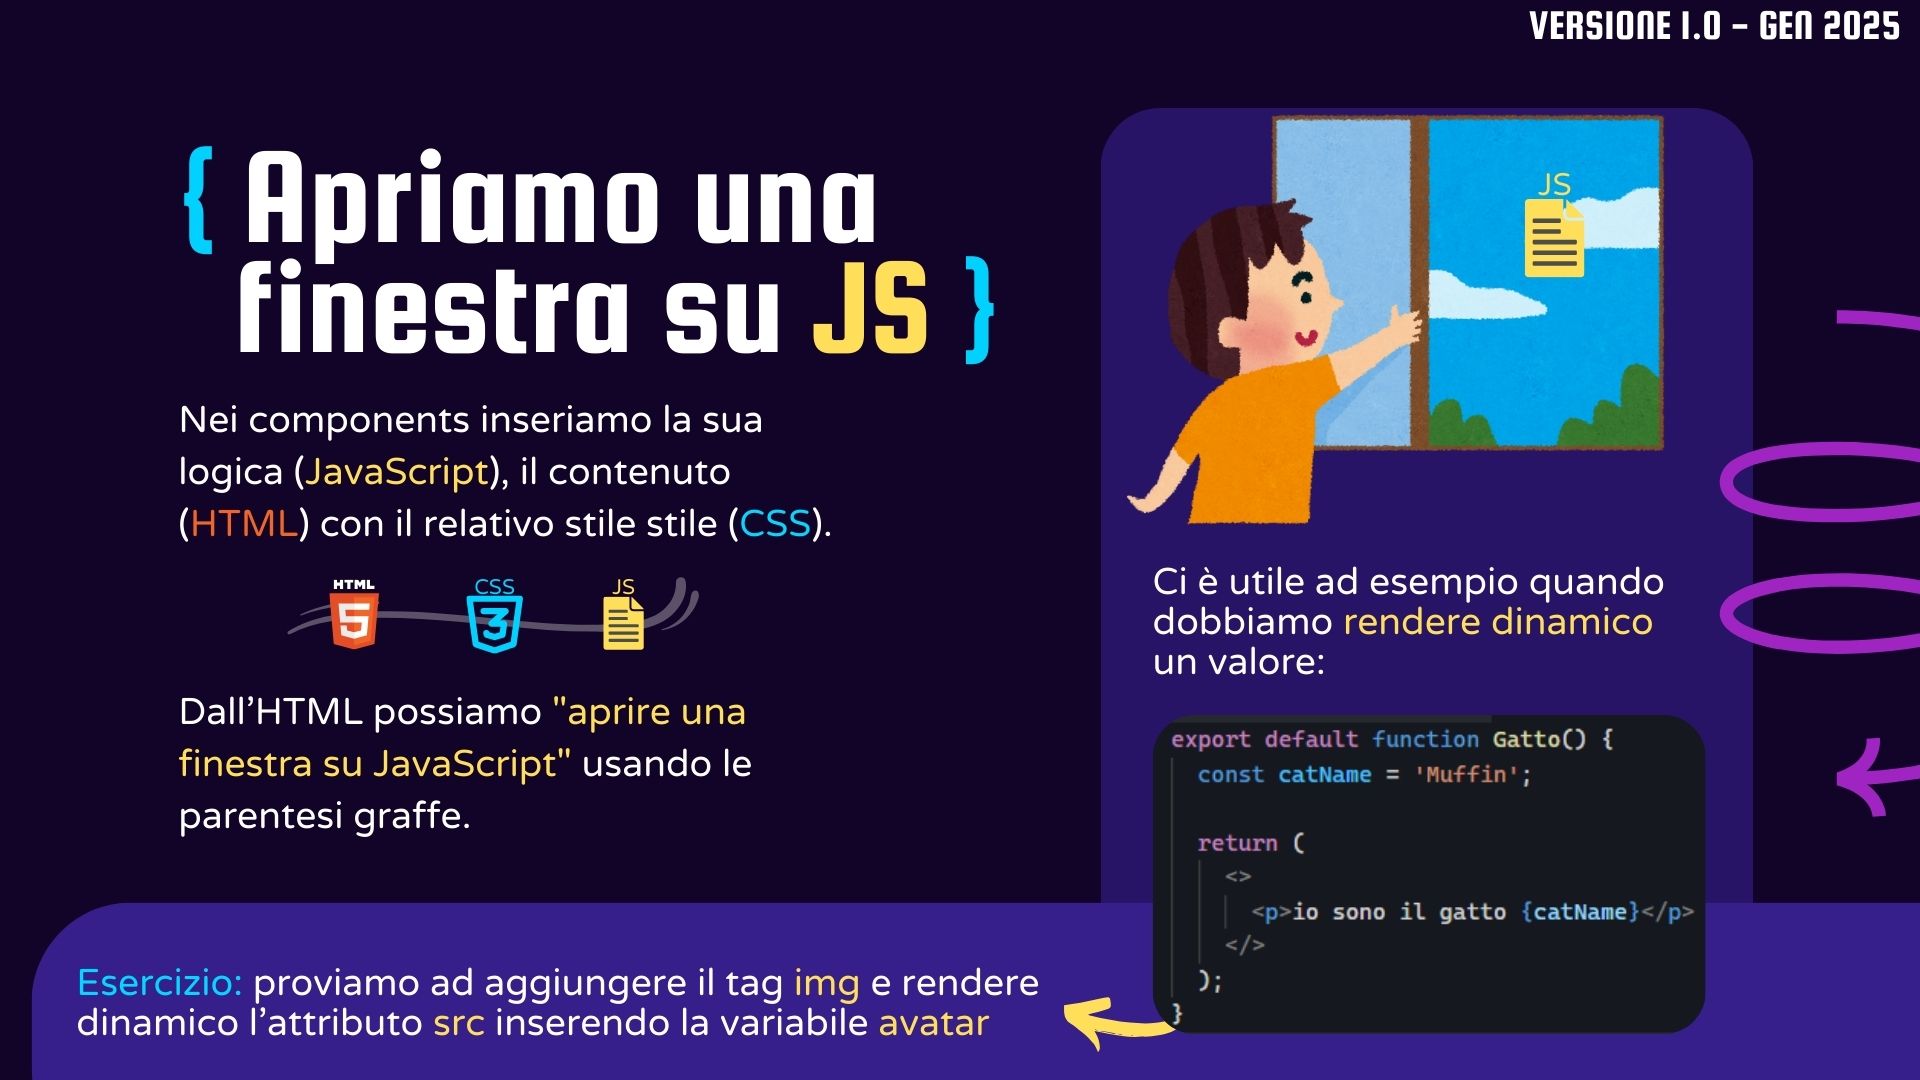 VERSIONE 1.0 - GEN 2025
{ Apriamo una
finestra su JS }
Nei components inseriamo la sua
logica (JavaScript), il contenuto
(HTML) con il relativo stile stile (CSS).
HTML
5
CSS
3
JS
Dall'HTML possiamo "aprire una
finestra su JavaScript" usando le
parentesi graffe.
JS
Ci è utile ad esempio quando
dobbiamo rendere dinamico
un valore:
export default function Gatto() {
  const catName = 'Muffin';
  return (
    <>
      <p>io sono il gatto {catName}</p>
    </>
  );
}
Esercizio: proviamo ad aggiungere il tag img e rendere
dinamico l'attributo src inserendo la variabile avatar